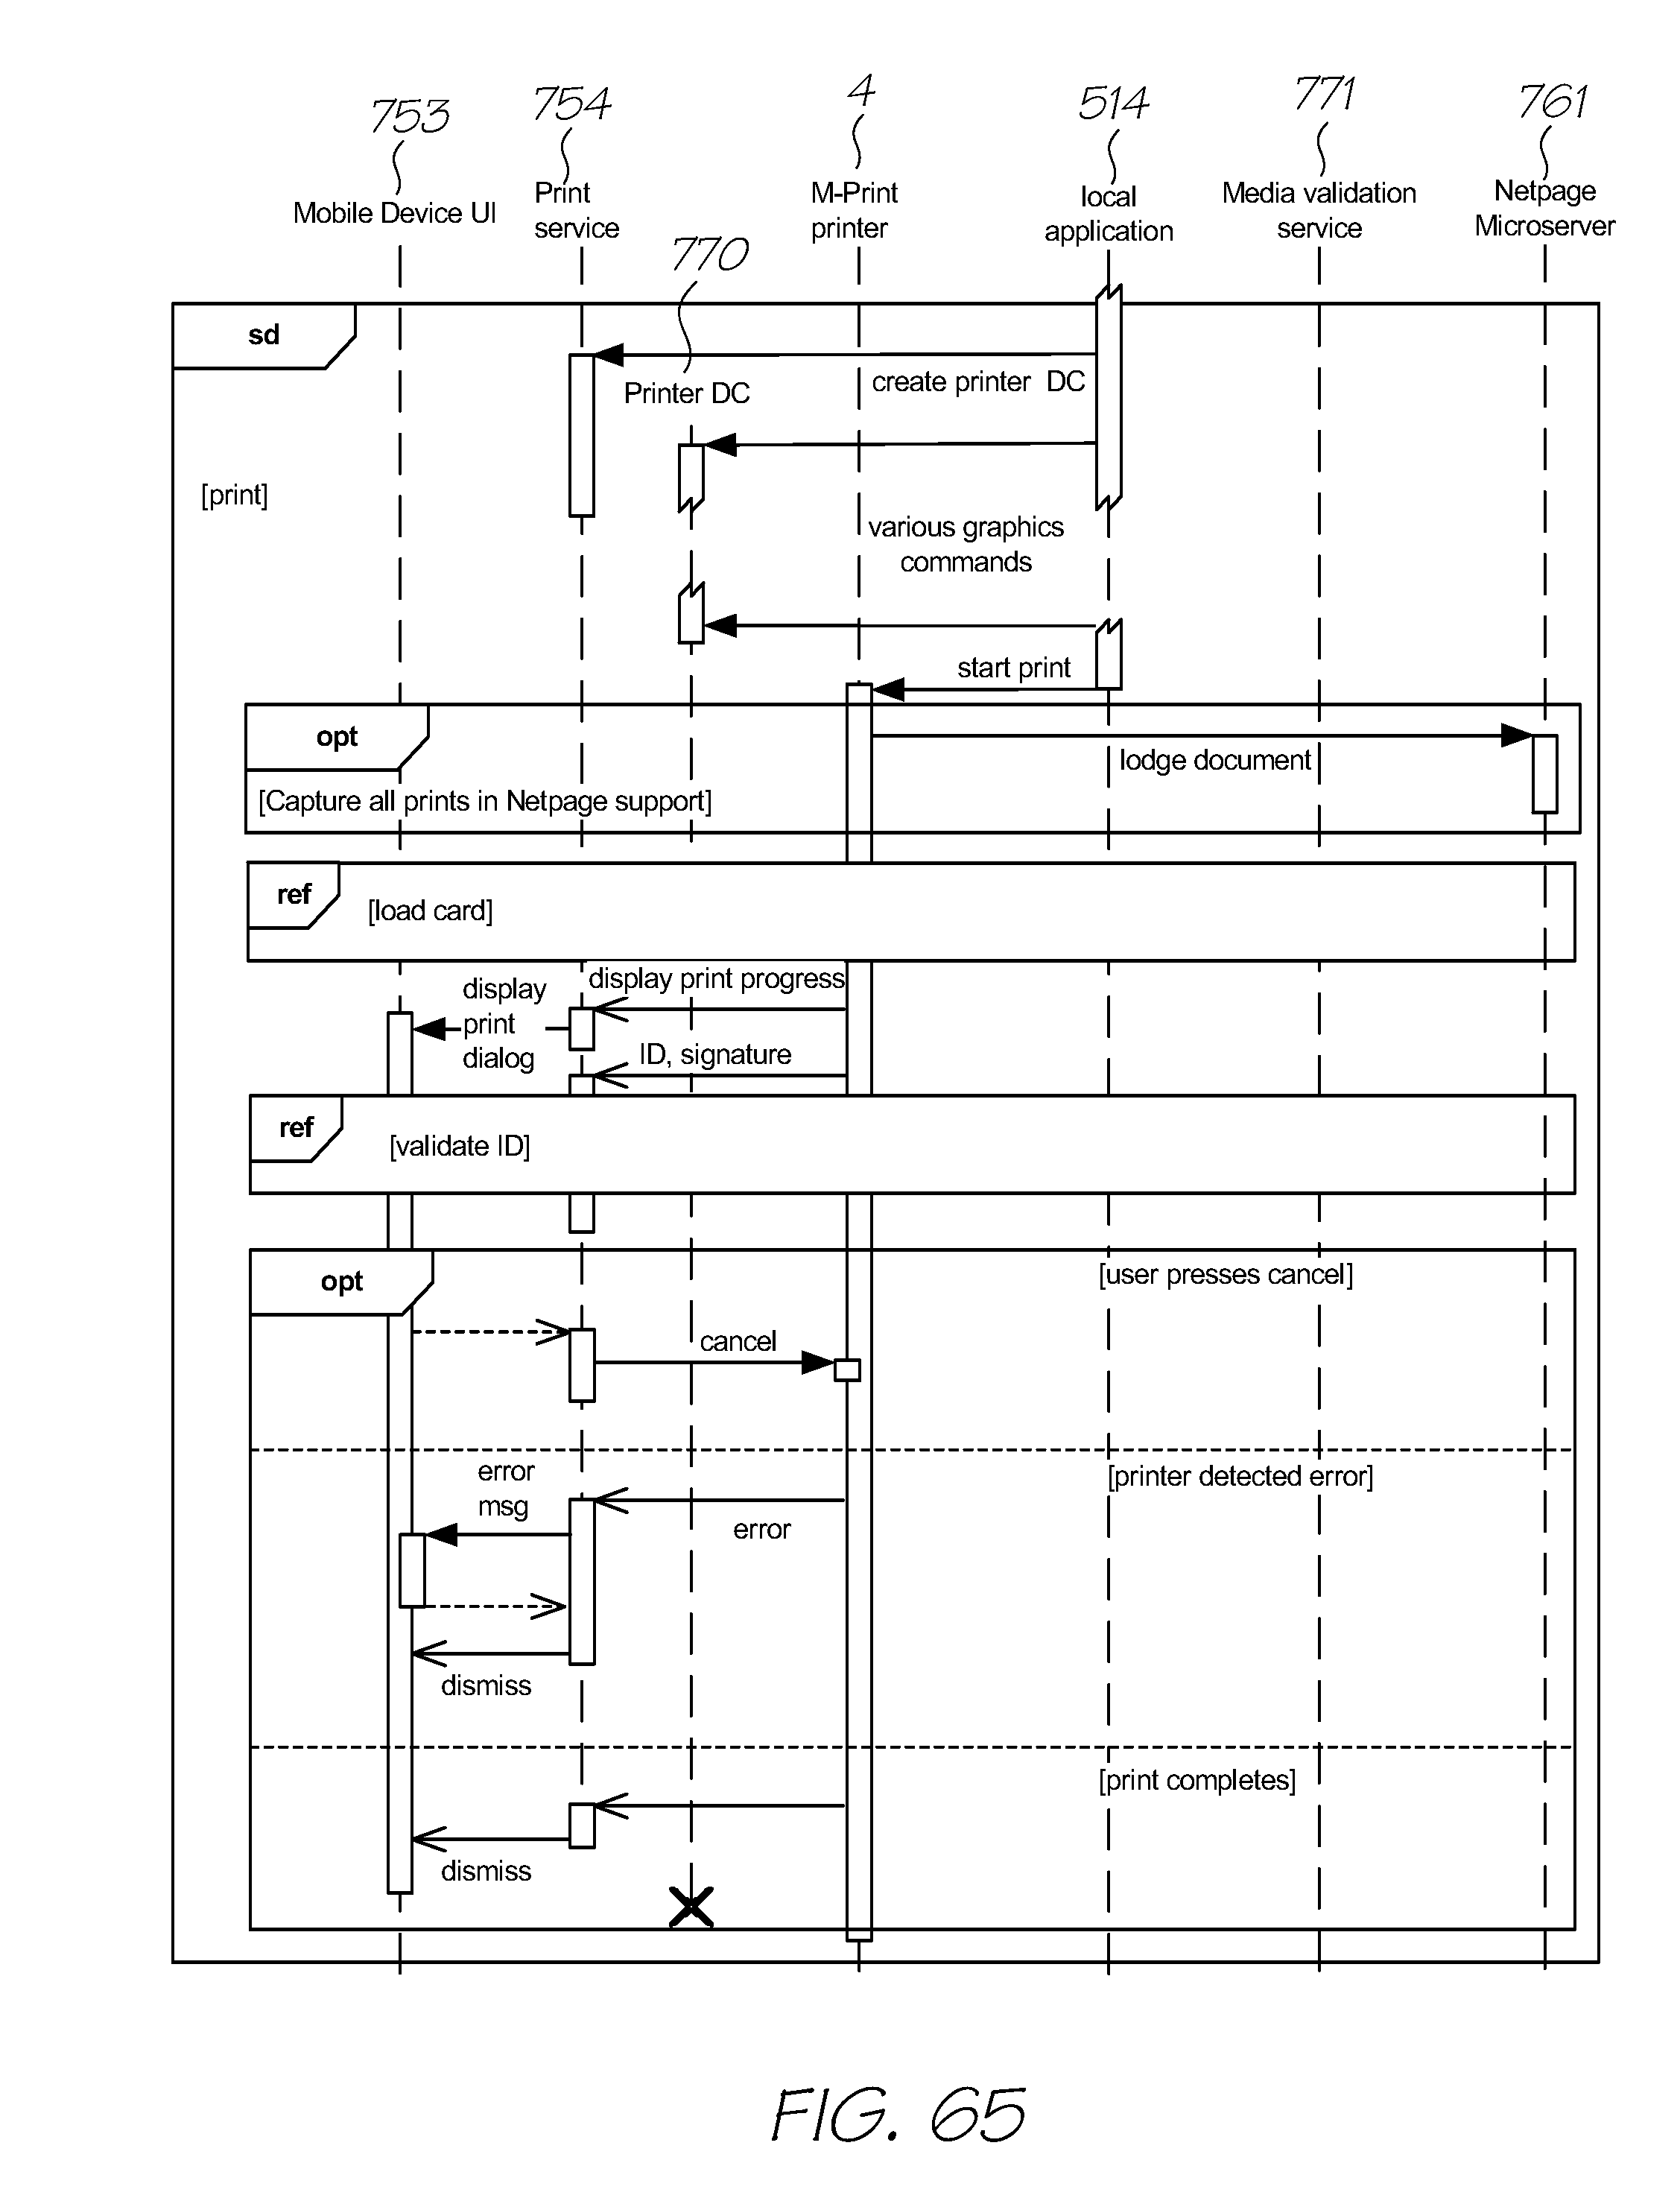 753
754
4
514
771
761
Mobile Device UI
Print
service
M-Print
printer
local
application
Media validation
service
Netpage
Microserver
770
sd
Printer DC
create printer DC
[print]
various graphics
commands
start print
opt
lodge document
[Capture all prints in Netpage support]
ref
[load card]
display print progress
display
print
dialog
ID, signature
ref
[validate ID]
opt
[user presses cancel]
cancel
[printer detected error]
error
msg
error
dismiss
[print completes]
dismiss
FIG. 65